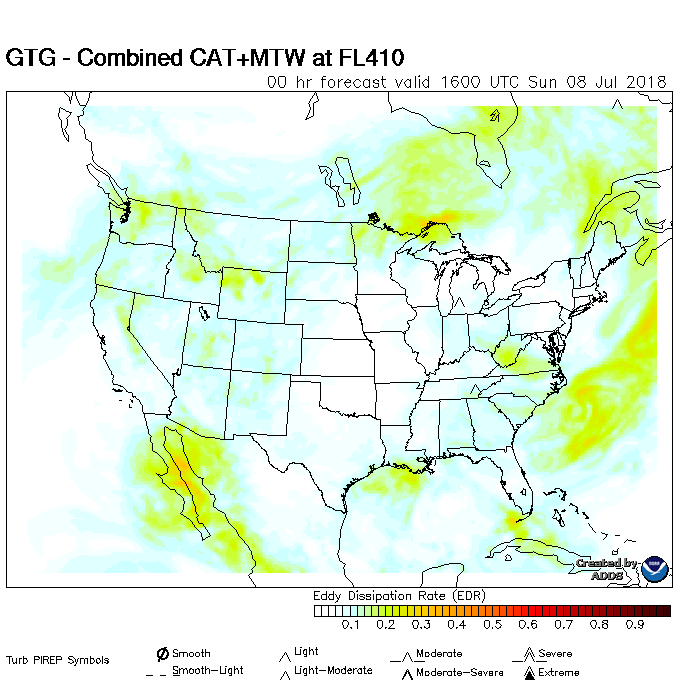 GTG - Combined CAT+MTW at FL410
00 hr forecast valid 1600 UTC Sun 08 Jul 2018
Created by
ADDS
Eddy Dissipation Rate (EDR)
0.1 0.2 0.3 0.4 0.5 0.6 0.7 0.8 0.9
Turb PIREP Symbols
Smooth Light Moderate Severe
Smooth-Light Light-Moderate Moderate-Severe Extreme